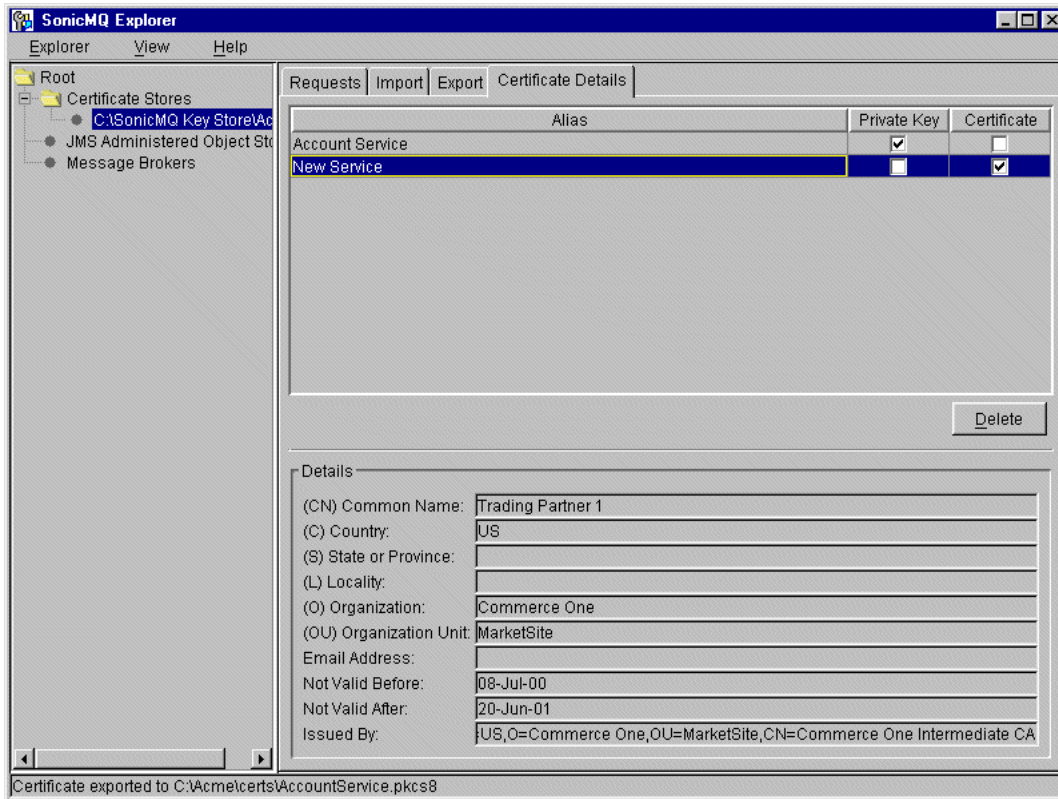 SonicMQ Explorer
Explorer View Help
Root
Certificate Stores
C:\SonicMQ Key Store\Ac
JMS Administered Object Sto
Message Brokers
Requests Import Export Certificate Details
Alias Private Key Certificate
Account Service
New Service
Delete
Details
(CN) Common Name: Trading Partner 1
(C) Country: US
(S) State or Province:
(L) Locality:
(O) Organization: Commerce One
(OU) Organization Unit: MarketSite
Email Address:
Not Valid Before: 08-Jul-00
Not Valid After: 20-Jun-01
Issued By: :US,O=Commerce One,OU=MarketSite,CN=Commerce One Intermediate CA
Certificate exported to C:\Acme\certs\AccountService.pkcs8